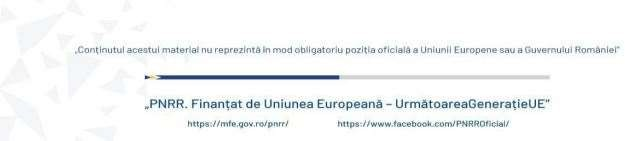 „Conținutul acestui material nu reprezintă în mod obligatoriu poziția oficială a Uniunii Europene sau a Guvernului României”
„PNRR. Finanțat de Uniunea Europeană – UrmătoareaGenerațieUE”
https://mfe.gov.ro/pnrr/ https://www.facebook.com/PNRROficial/